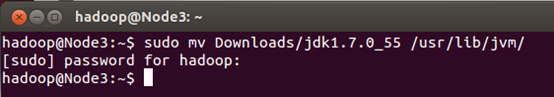 hadoop@Node3: ~
hadoop@Node3:~$ sudo mv Downloads/jdk1.7.0_55 /usr/lib/jvm/
[sudo] password for hadoop:
hadoop@Node3:~$